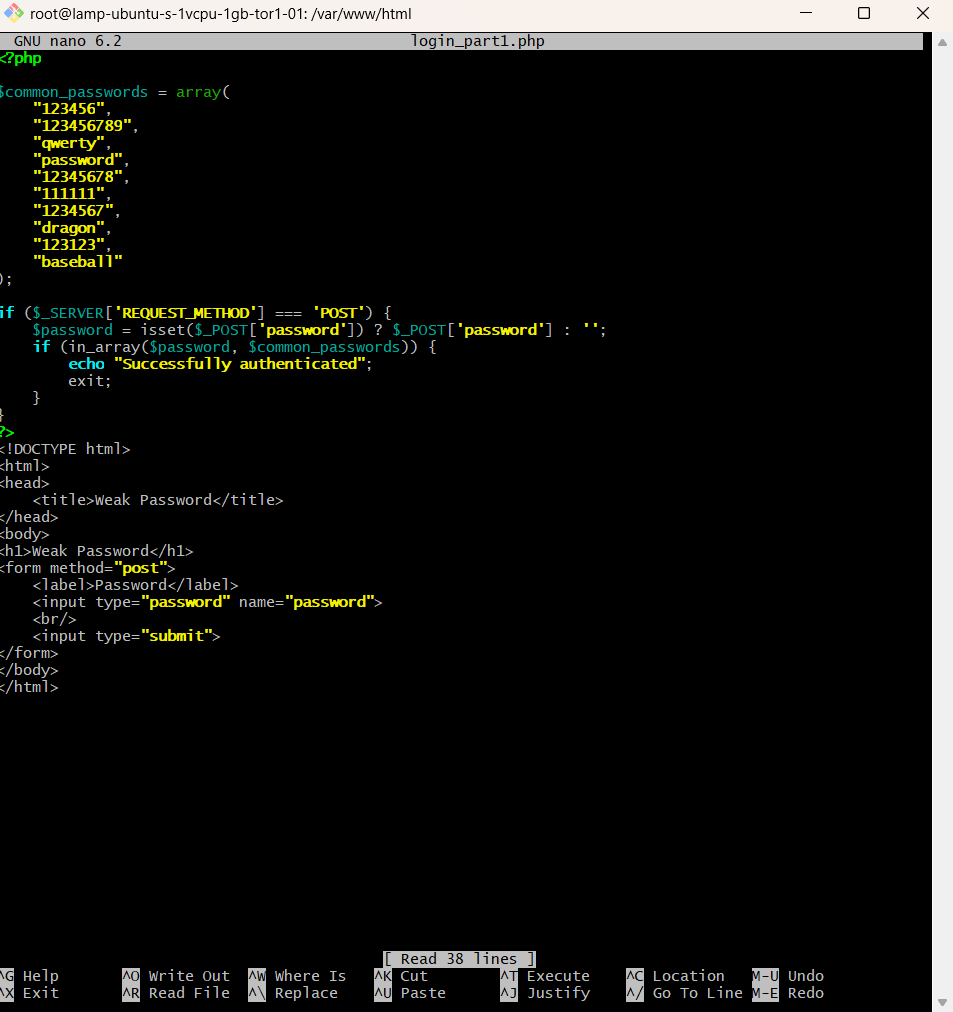 root@lamp-ubuntu-s-1vcpu-1gb-tor1-01: /var/www/html
GNU nano 6.2 login_part1.php
<?php
$common_passwords = array(
    "123456",
    "123456789",
    "qwerty",
    "password",
    "12345678",
    "111111",
    "1234567",
    "dragon",
    "123123",
    "baseball"
);
if ($_SERVER['REQUEST_METHOD'] === 'POST') {
    $password = isset($_POST['password']) ? $_POST['password'] : '';
    if (in_array($password, $common_passwords)) {
        echo "Successfully authenticated";
        exit;
    }
}
?>
<!DOCTYPE html>
<html>
<head>
    <title>Weak Password</title>
</head>
<body>
<h1>Weak Password</h1>
<form method="post">
    <label>Password</label>
    <input type="password" name="password">
    <br/>
    <input type="submit">
</form>
</body>
</html>
[ Read 38 lines ]
^G Help ^O Write Out ^W Where Is ^K Cut ^T Execute ^C Location M-U Undo
^X Exit ^R Read File ^\ Replace ^U Paste ^J Justify ^/ Go To Line M-E Redo